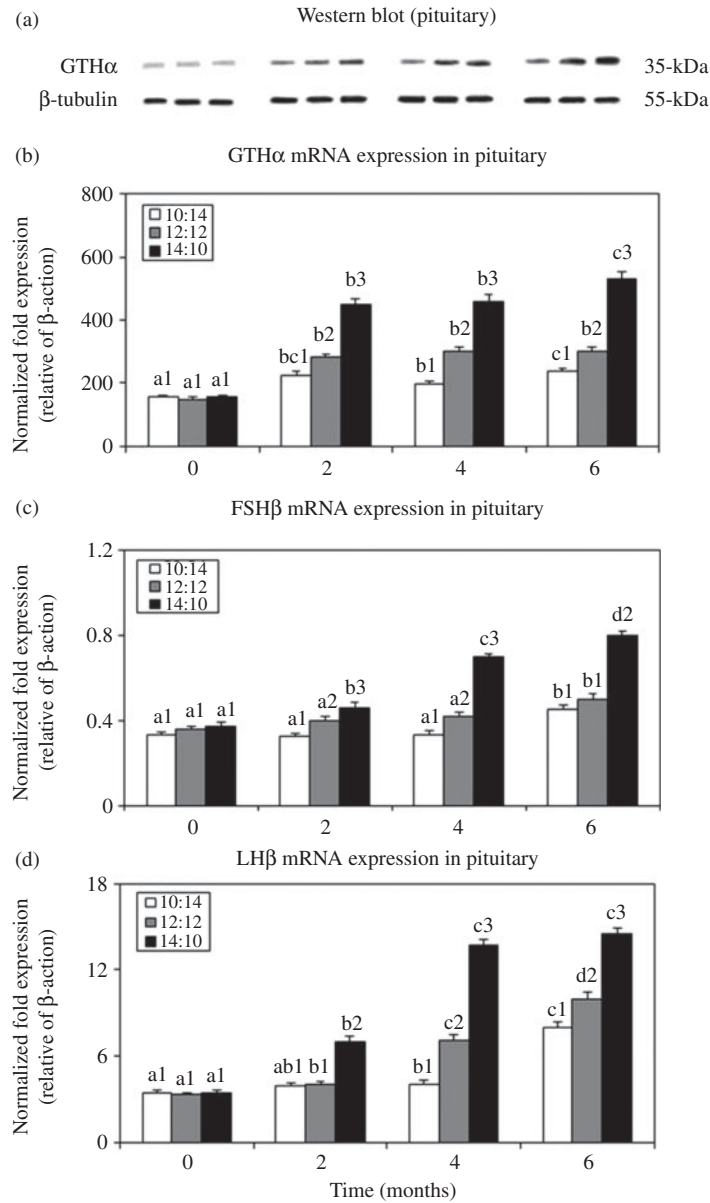 (a)
Western blot (pituitary)
GTHα
35-kDa
β-tubulin
55-kDa
(b)
GTHα mRNA expression in pituitary
Normalized fold expression
(relative of β-action)
800
600
400
200
0
10:14
12:12
14:10
a1 a1 a1
bc1 b2 b3
b1 b2 b3
c1 b2 c3
0 2 4 6
(c)
FSHβ mRNA expression in pituitary
Normalized fold expression
(relative of β-action)
1.2
0.8
0.4
0
10:14
12:12
14:10
a1 a1 a1
a1 a2 b3
a1 a2 c3
b1 b1 d2
0 2 4 6
(d)
LHβ mRNA expression in pituitary
Normalized fold expression
(relative of β-action)
18
12
6
0
10:14
12:12
14:10
a1 a1 a1
ab1 b1 b2
b1 c2 c3
c1 d2 c3
0 2 4 6
Time (months)